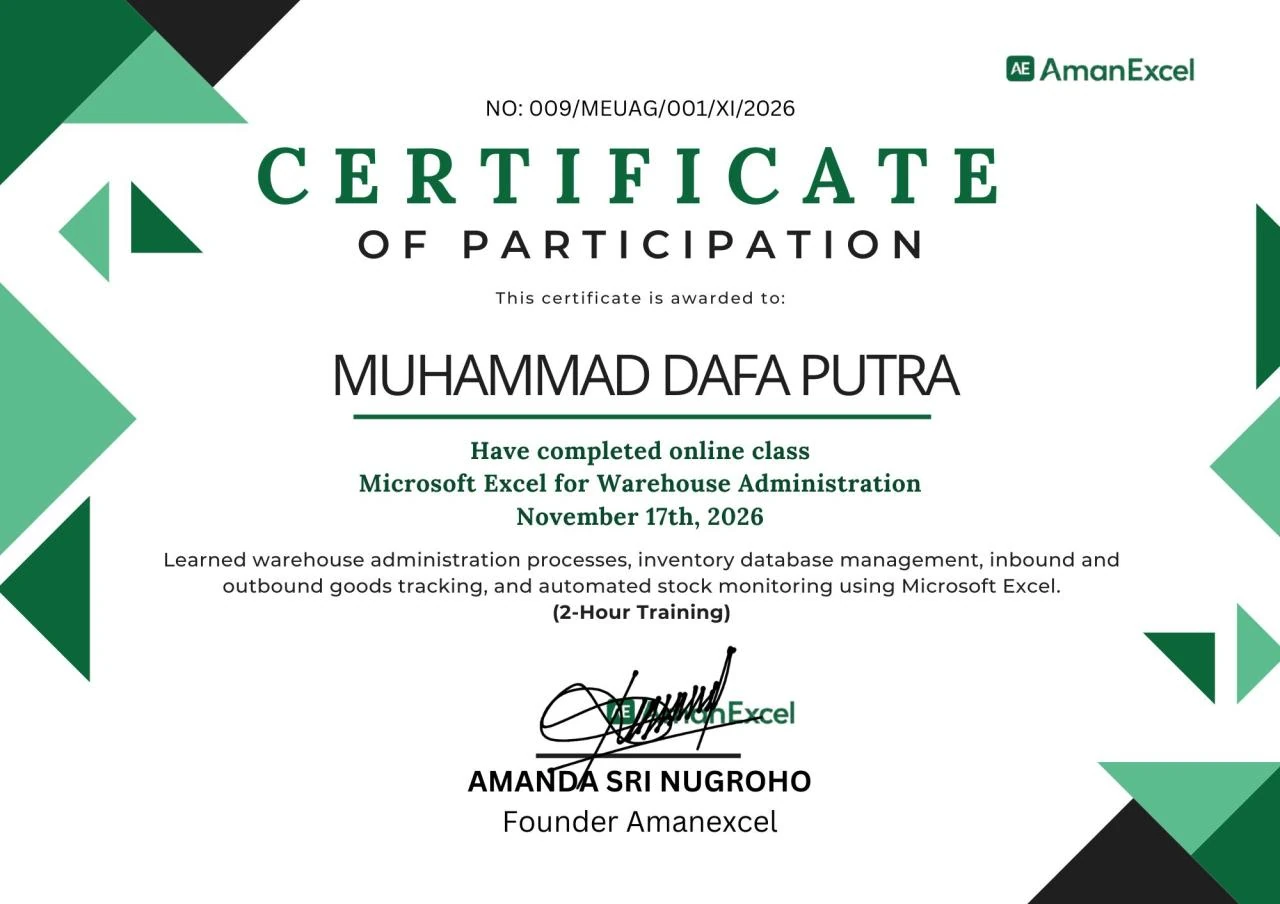 AE AmanExcel
NO: 009/MEUAG/001/XI/2026
CERTIFICATE
OF PARTICIPATION
This certificate is awarded to:
MUHAMMAD DAFA PUTRA
Have completed online class
Microsoft Excel for Warehouse Administration
November 17th, 2026
Learned warehouse administration processes, inventory database management, inbound and
outbound goods tracking, and automated stock monitoring using Microsoft Excel.
(2-Hour Training)
AE AmanExcel
AMANDA SRI NUGROHO
Founder Amanexcel